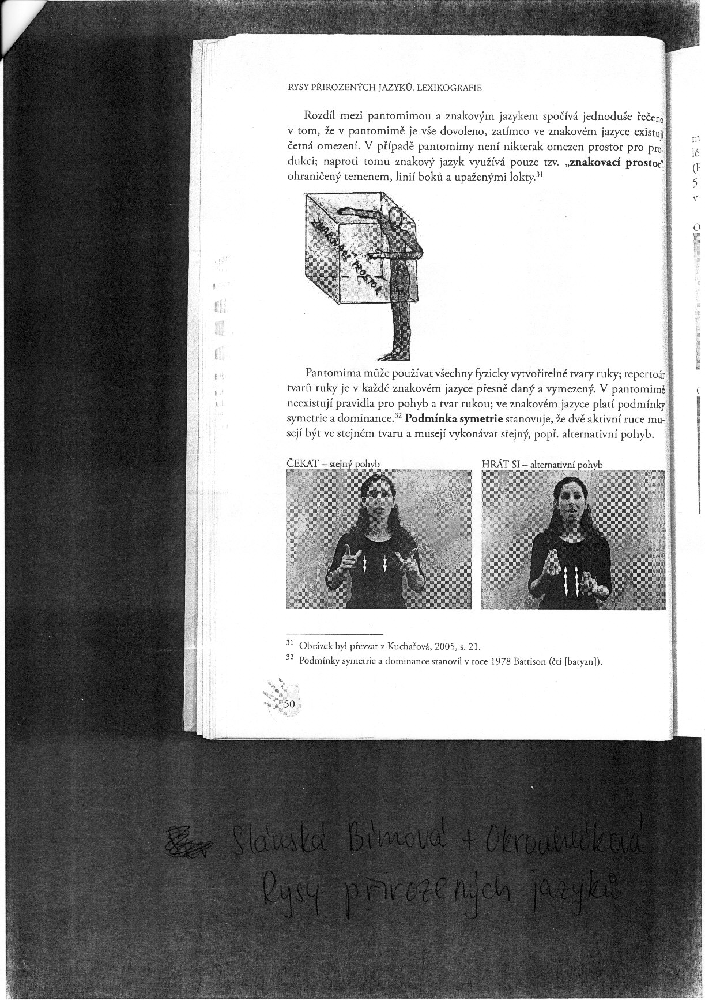 RYSY PŘIROZENÝCH JAZYKŮ. LEXIKOGRAFIE
Rozdíl mezi pantomimou a znakovým jazykem spočívá jednoduše řečeno
v tom, že v pantomimě je vše dovoleno, zatímco ve znakovém jazyce existují
četná omezení. V případě pantomimy není nikterak omezen prostor pro pro-
dukci; naproti tomu znakový jazyk využívá pouze tzv. „znakovací prostor“
ohraničený temenem, linií boků a upaženými lokty.31
ZNAKOVACÍ PROSTOR
Pantomima může používat všechny fyzicky vytvořitelné tvary ruky; repertoár
tvarů ruky je v každé znakovém jazyce přesně daný a vymezený. V pantomimě
neexistují pravidla pro pohyb a tvar rukou; ve znakovém jazyce platí podmínky
symetrie a dominance.32 Podmínka symetrie stanovuje, že dvě aktivní ruce mu-
sejí být ve stejném tvaru a musejí vykonávat stejný, popř. alternativní pohyb.
ČEKAT – stejný pohyb
HRÁT SI – alternativní pohyb
31 Obrázek byl převzat z Kuchařová, 2005, s. 21.
32 Podmínky symetrie a dominance stanovil v roce 1978 Battison (čti [batyzn]).
50
Slánská Bímová + Okrouhlíková
Rysy přirozených jazyků